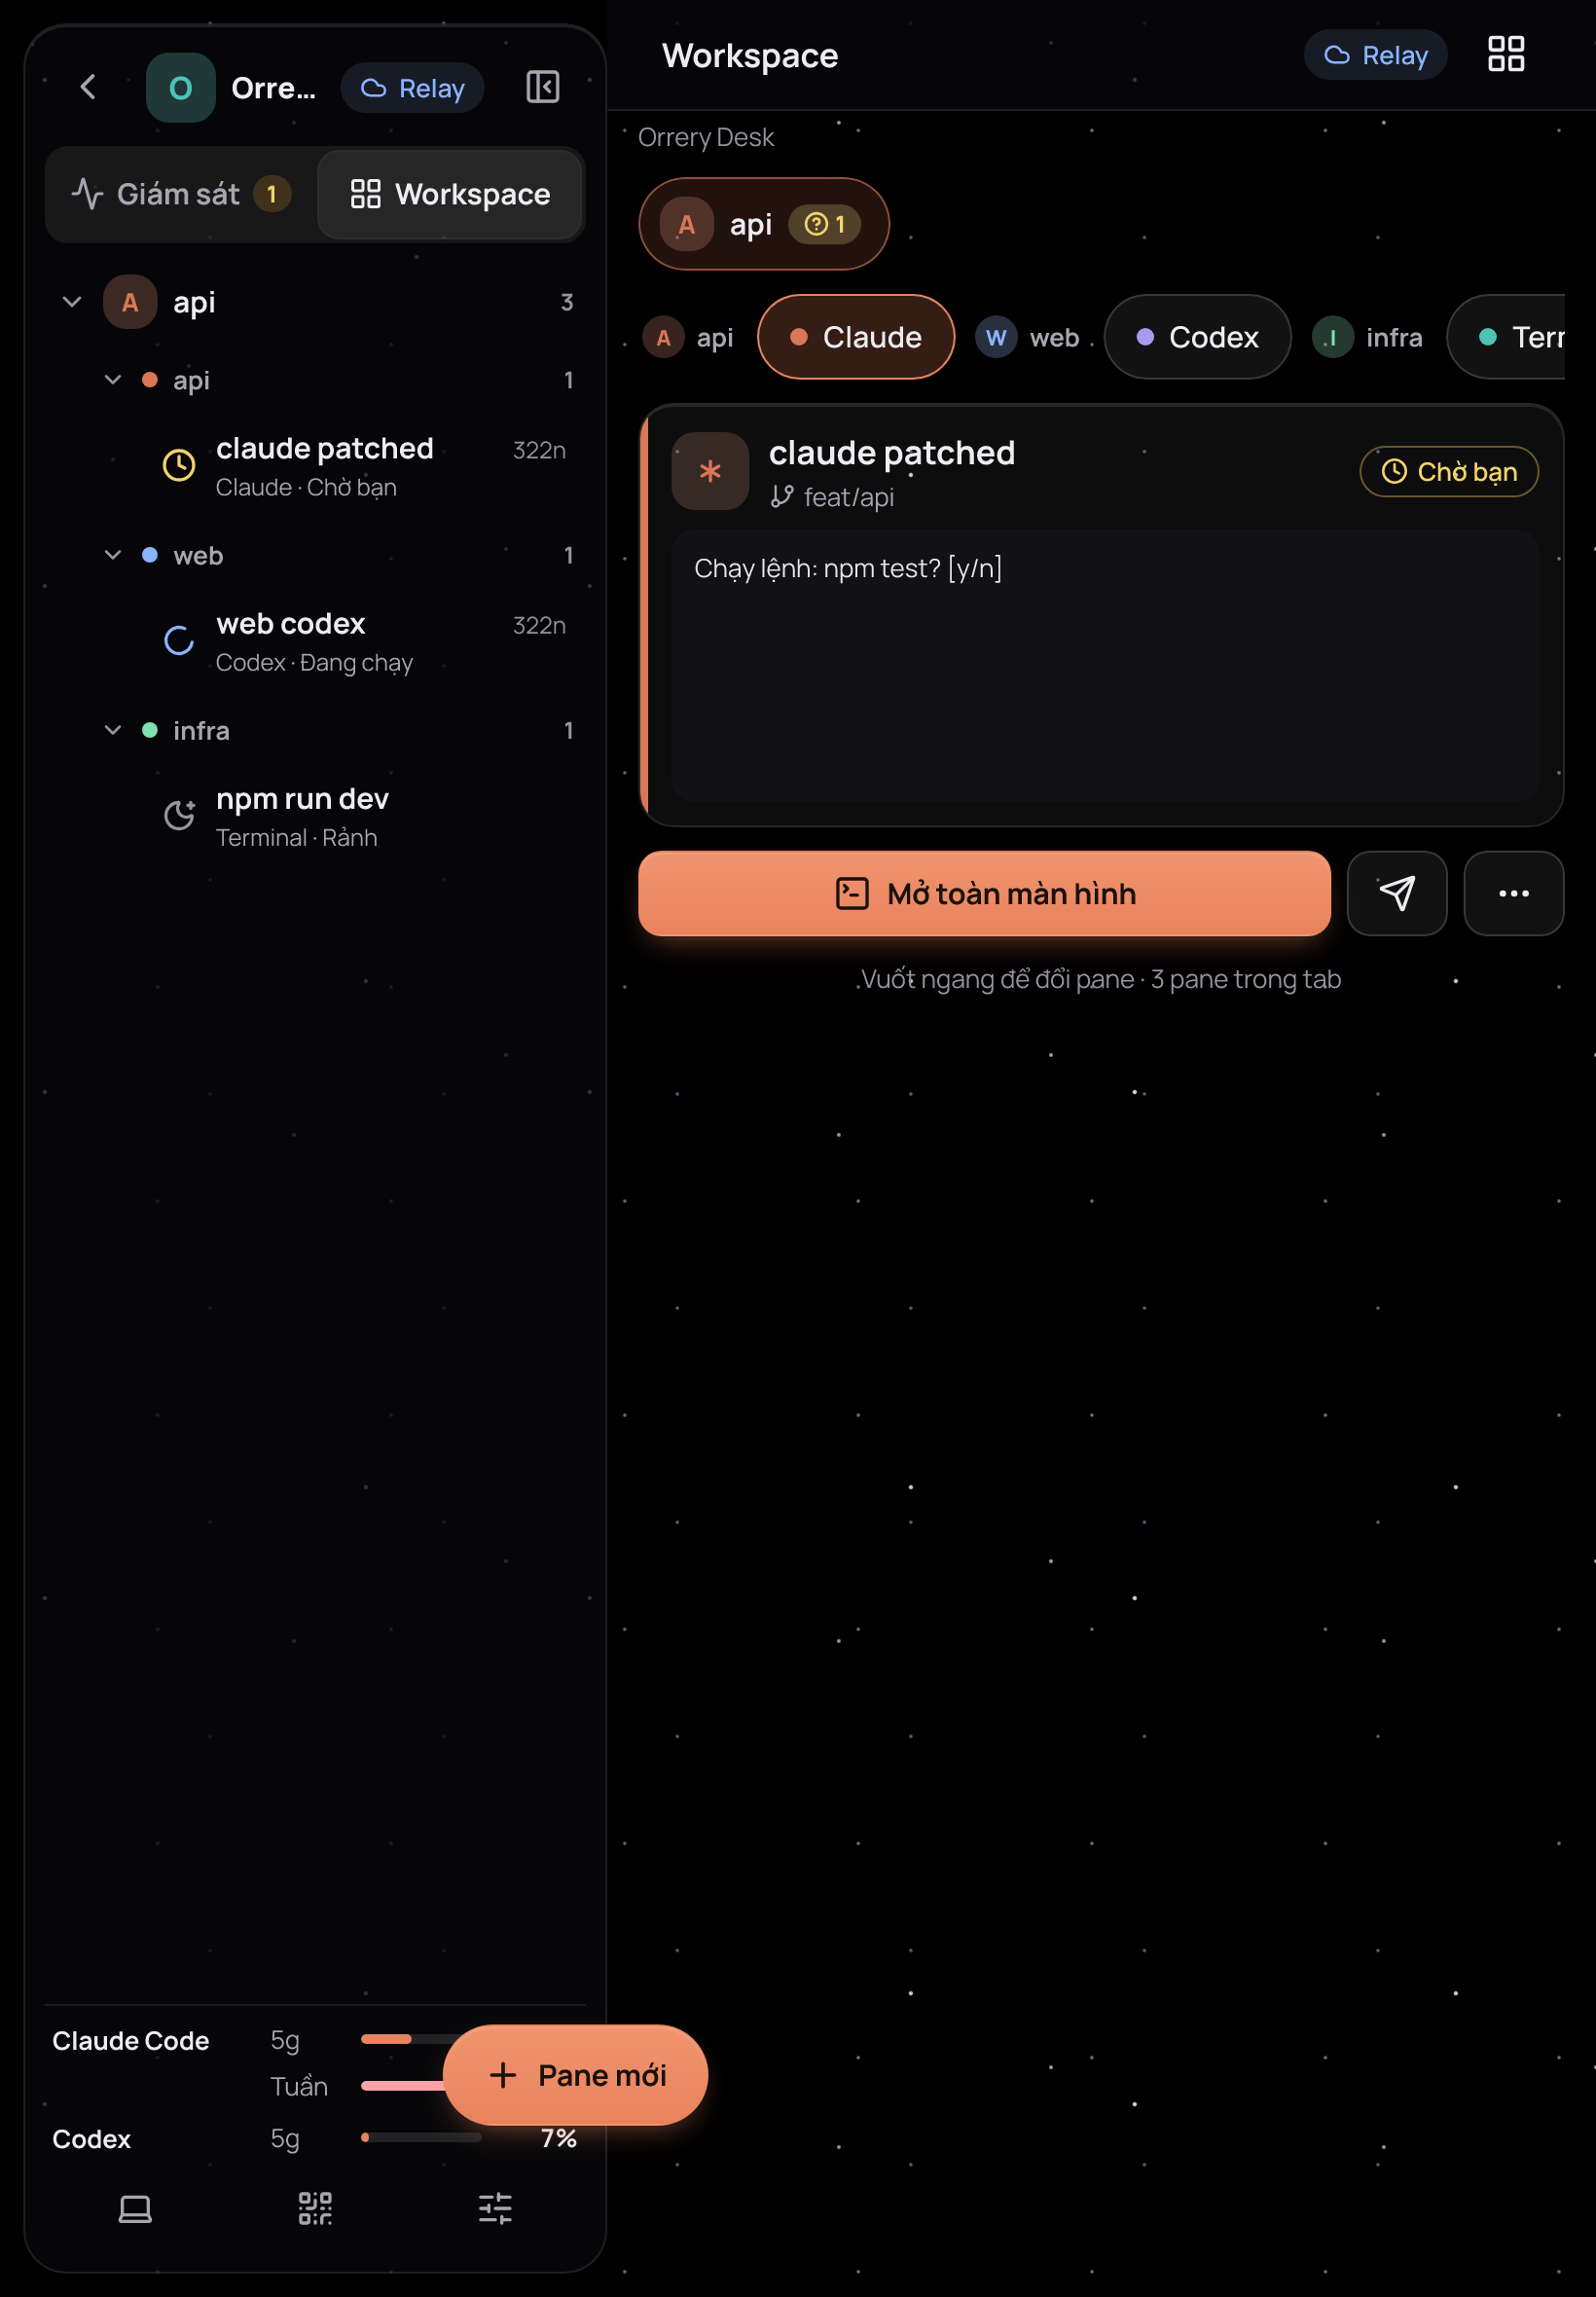 O Orre... Relay
Giám sát 1 Workspace
A api 3
api 1
claude patched 322n
Claude · Chờ bạn
web 1
web codex 322n
Codex · Đang chạy
infra 1
npm run dev
Terminal · Rảnh
Claude Code 5g
Tuần
Codex 5g 7%
Workspace Relay
Orrery Desk
A api 1
A api Claude W web Codex I infra
claude patched
feat/api
Chờ bạn
Chạy lệnh: npm test? [y/n]
Mở toàn màn hình
Vuốt ngang để đổi pane · 3 pane trong tab
Pane mới